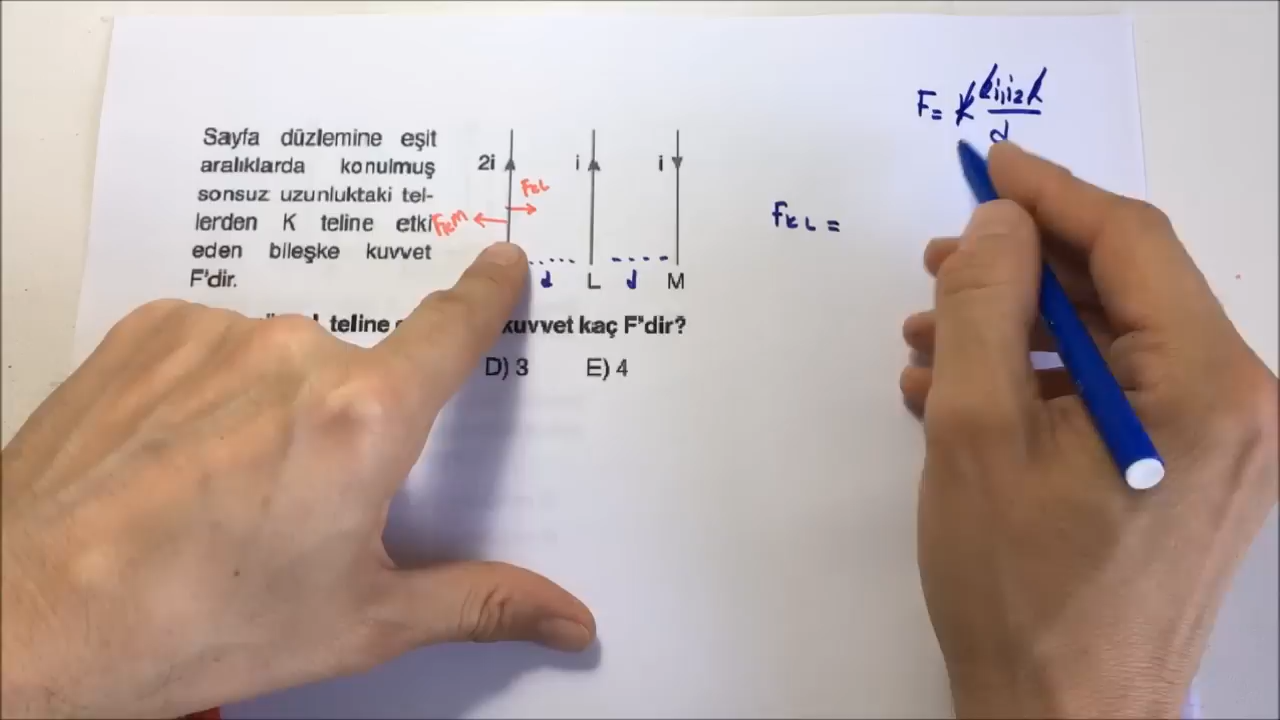 Sayfa düzlemine eşit
aralıklarda konulmuş
sonsuz uzunluktaki tel-
lerden K teline etki
eden bileşke kuvvet
F'dir.
2i
i
i
FKL
FKM
d
L
d
M
teline
kuvvet kaç F'dir?
D) 3
E) 4
F= k 2i₁i₂l
d
FKL =